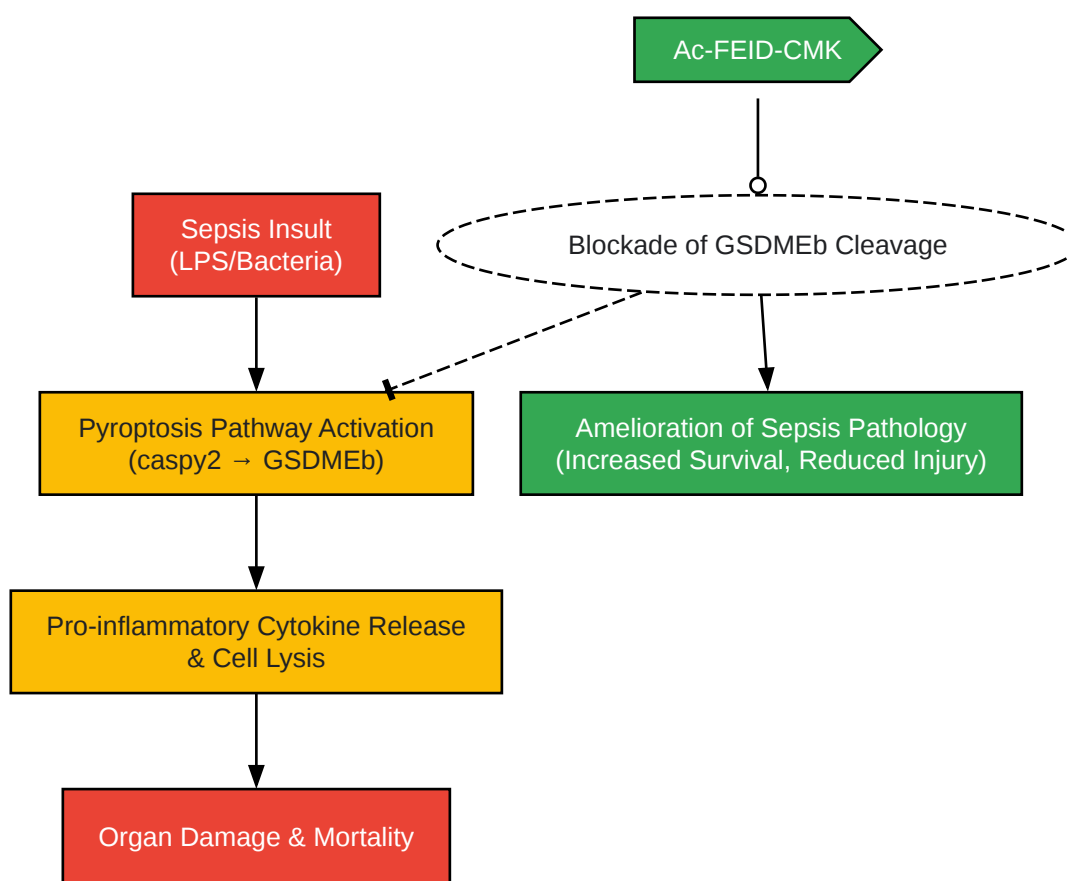 Ac-FEID-CMK
Sepsis Insult
(LPS/Bacteria)
Blockade of GSDMEb Cleavage
Pyroptosis Pathway Activation
(caspy2 → GSDMEb)
Amelioration of Sepsis Pathology
(Increased Survival, Reduced Injury)
Pro-inflammatory Cytokine Release
& Cell Lysis
Organ Damage & Mortality